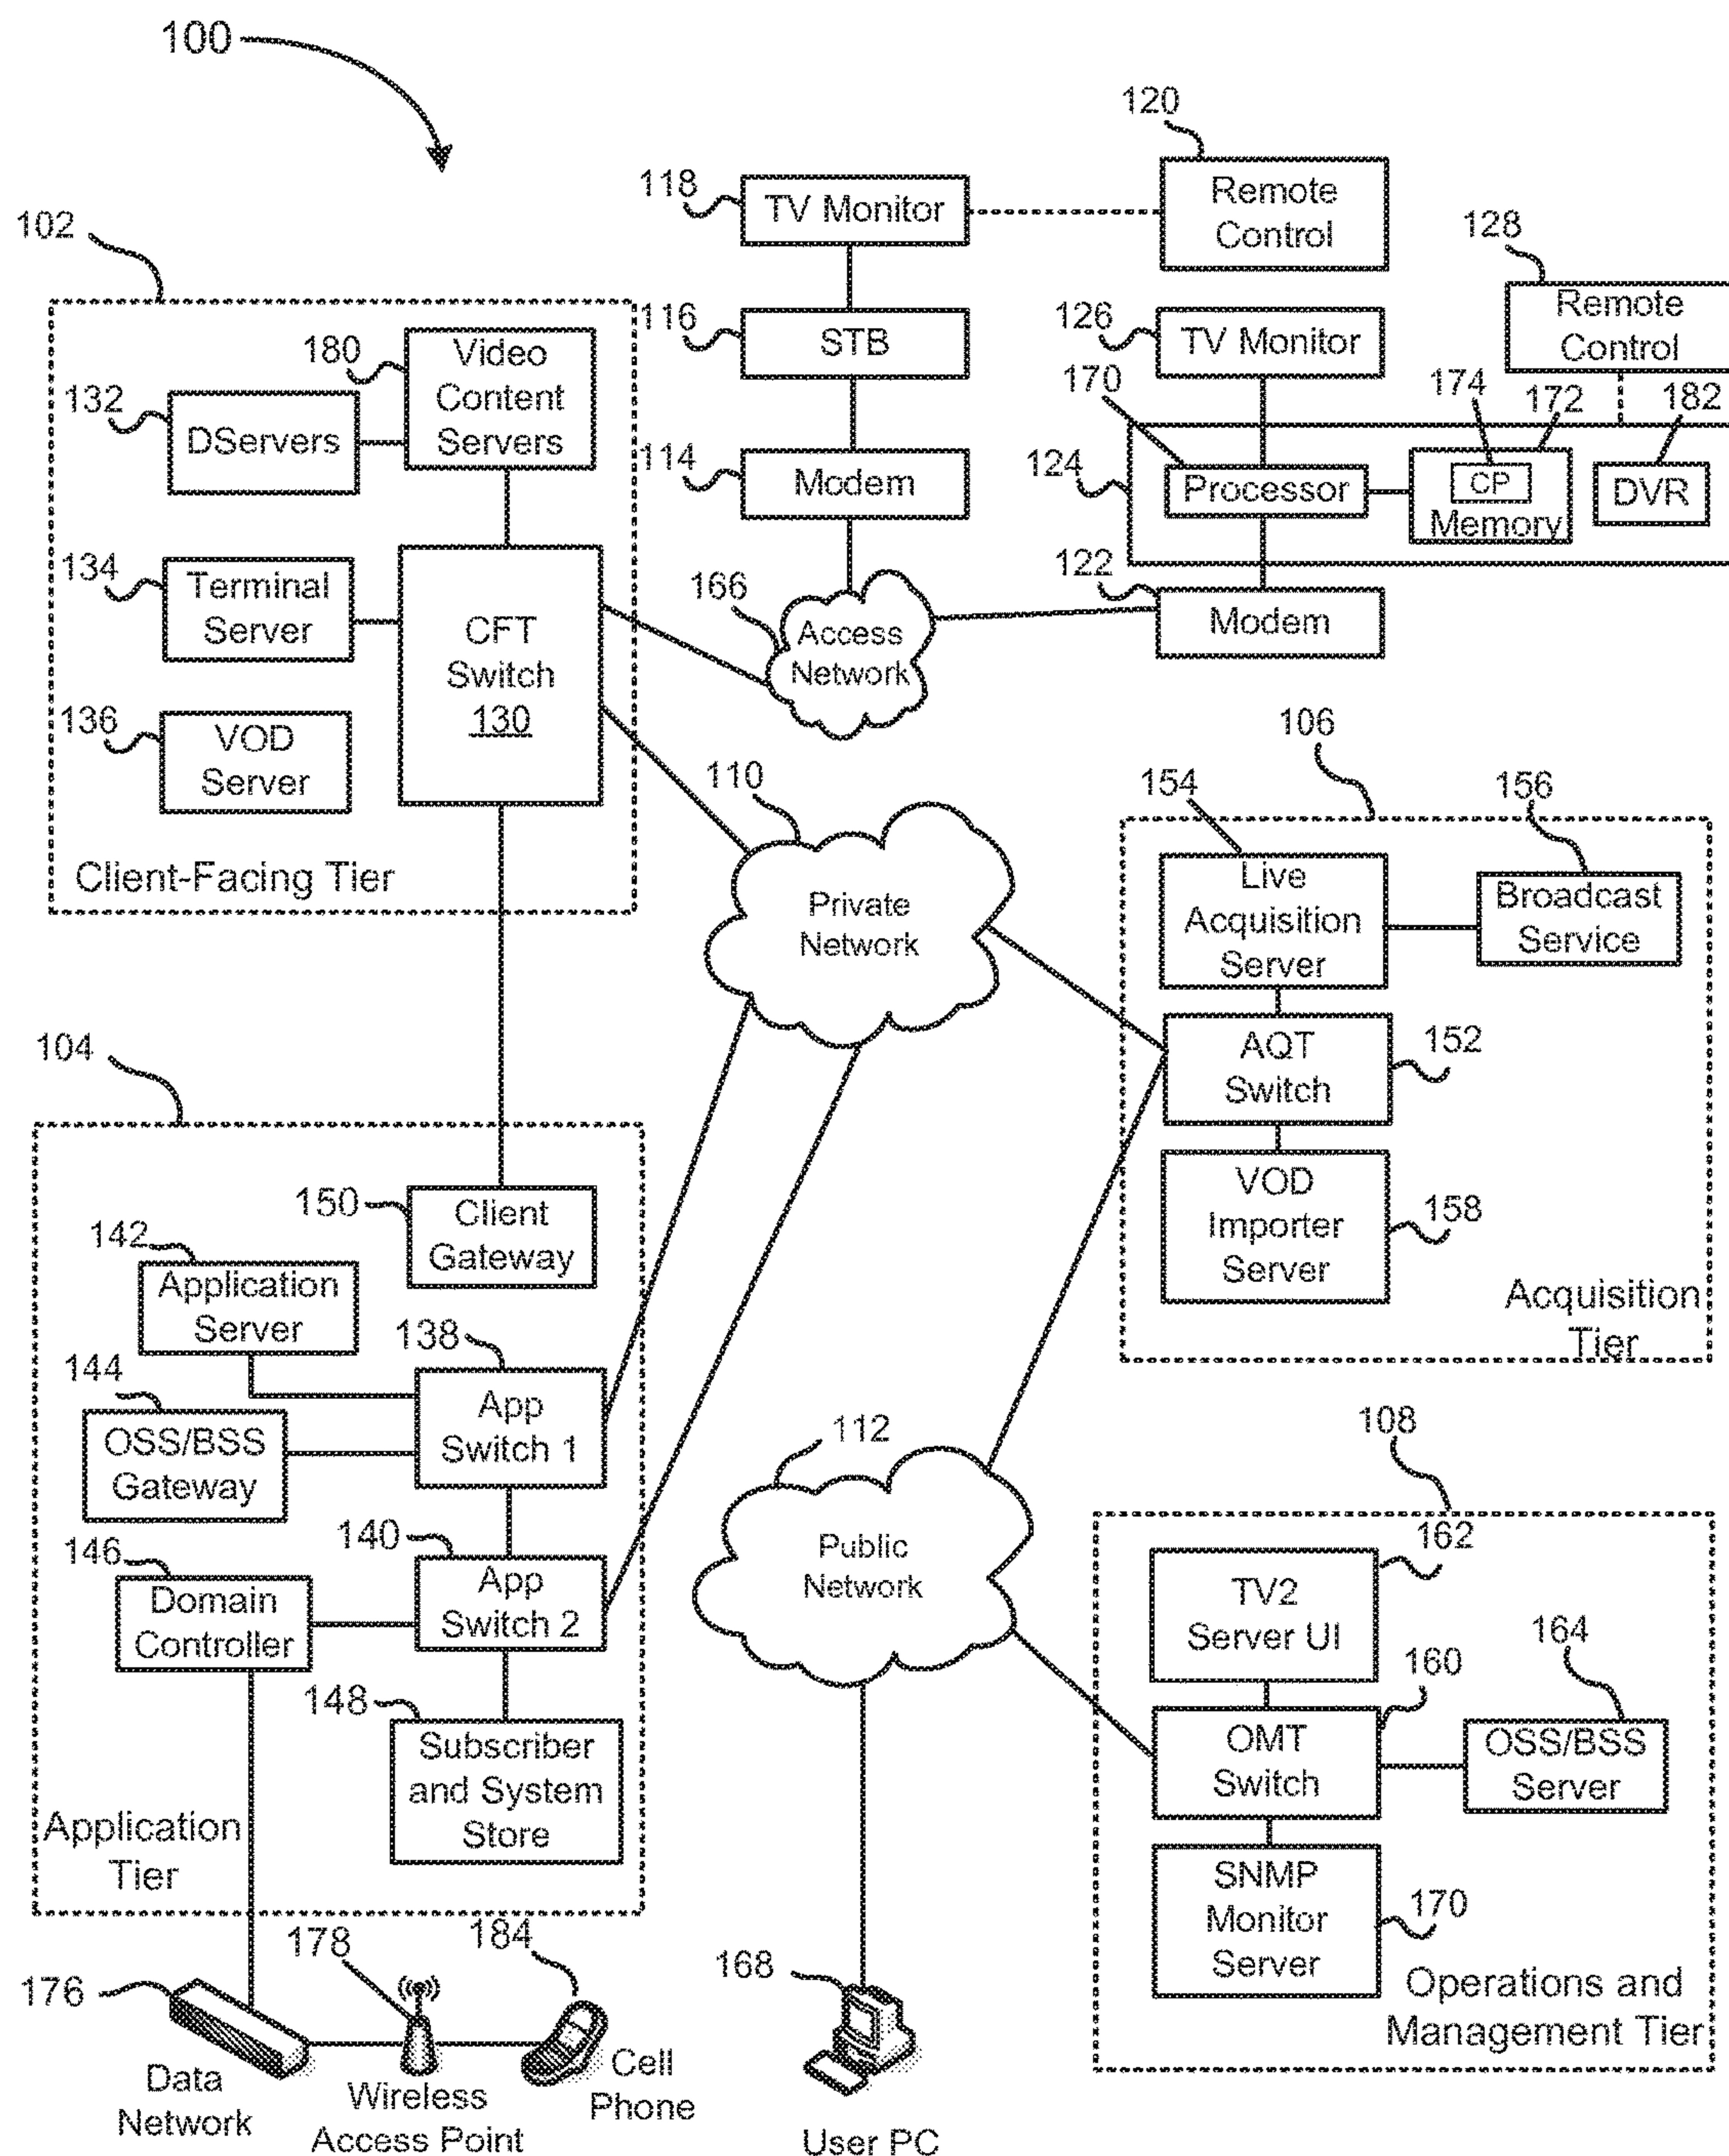 100
120
118
TV Monitor
Remote
Control
102
128
Remote
Control
116
STB
126
TV Monitor
180
Video
Content
Servers
132
DServers
170
174
172
182
114
Modem
124
Processor
CP
Memory
DVR
134
Terminal
Server
CFT
Switch
130
166
Access
Network
122
Modem
136
VOD
Server
Client-Facing Tier
110
Private
Network
106
154
156
Live
Acquisition
Server
Broadcast
Service
AQT
Switch
152
VOD
Importer
Server
158
Acquisition
Tier
104
150
Client
Gateway
142
Application
Server
138
App
Switch 1
144
OSS/BSS
Gateway
140
App
Switch 2
146
Domain
Controller
148
Subscriber
and System
Store
Application
Tier
112
Public
Network
108
162
TV2
Server UI
160
164
OMT
Switch
OSS/BSS
Server
SNMP
Monitor
Server
170
Operations and
Management Tier
176
178
184
168
Data
Network
Wireless
Access Point
Cell
Phone
User PC